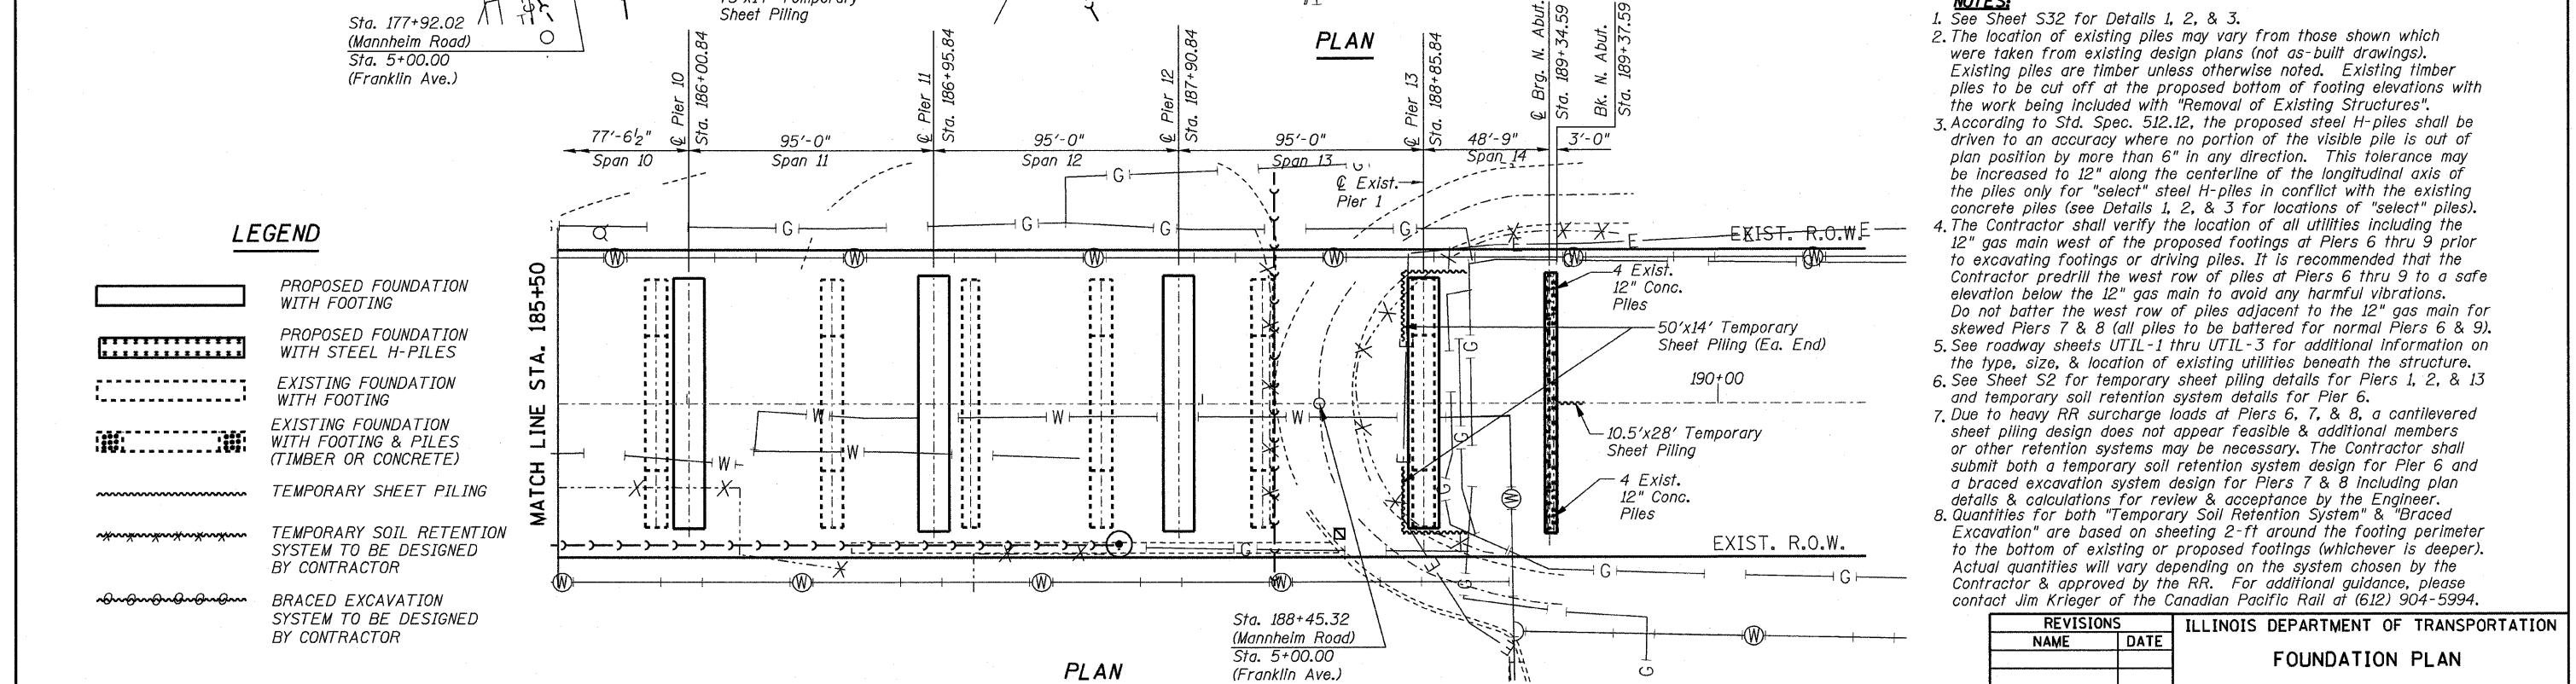 Sta. 177+92.02
(Mannheim Road)
Sta. 5+00.00
(Franklin Ave.)
Sheet Piling
PLAN
℄ Pier 10
Sta. 186+00.84
℄ Pier 11
Sta. 186+95.84
℄ Pier 12
Sta. 187+90.84
℄ Pier 13
Sta. 188+85.84
℄ Brg. N. Abut.
Sta. 189+34.59
Bk. N. Abut.
Sta. 189+37.59
77'-6½"
Span 10
95'-0"
Span 11
95'-0"
Span 12
95'-0"
Span 13
48'-9"
Span 14
3'-0"
℄ Exist.
Pier 1
LEGEND
PROPOSED FOUNDATION
WITH FOOTING
PROPOSED FOUNDATION
WITH STEEL H-PILES
EXISTING FOUNDATION
WITH FOOTING
EXISTING FOUNDATION
WITH FOOTING & PILES
(TIMBER OR CONCRETE)
TEMPORARY SHEET PILING
TEMPORARY SOIL RETENTION
SYSTEM TO BE DESIGNED
BY CONTRACTOR
BRACED EXCAVATION
SYSTEM TO BE DESIGNED
BY CONTRACTOR
MATCH LINE STA. 185+50
EXIST. R.O.W.
4 Exist.
12" Conc.
Piles
50'x14' Temporary
Sheet Piling (Ea. End)
190+00
10.5'x28' Temporary
Sheet Piling
4 Exist.
12" Conc.
Piles
EXIST. R.O.W.
Sta. 188+45.32
(Mannheim Road)
Sta. 5+00.00
(Franklin Ave.)
PLAN
NOTES:
1. See Sheet S32 for Details 1, 2, & 3.
2. The location of existing piles may vary from those shown which
were taken from existing design plans (not as-built drawings).
Existing piles are timber unless otherwise noted. Existing timber
piles to be cut off at the proposed bottom of footing elevations with
the work being included with "Removal of Existing Structures".
3. According to Std. Spec. 512.12, the proposed steel H-piles shall be
driven to an accuracy where no portion of the visible pile is out of
plan position by more than 6" in any direction. This tolerance may
be increased to 12" along the centerline of the longitudinal axis of
the piles only for "select" steel H-piles in conflict with the existing
concrete piles (see Details 1, 2, & 3 for locations of "select" piles).
4. The Contractor shall verify the location of all utilities including the
12" gas main west of the proposed footings at Piers 6 thru 9 prior
to excavating footings or driving piles. It is recommended that the
Contractor predrill the west row of piles at Piers 6 thru 9 to a safe
elevation below the 12" gas main to avoid any harmful vibrations.
Do not batter the west row of piles adjacent to the 12" gas main for
skewed Piers 7 & 8 (all piles to be battered for normal Piers 6 & 9).
5. See roadway sheets UTIL-1 thru UTIL-3 for additional information on
the type, size, & location of existing utilities beneath the structure.
6. See Sheet S2 for temporary sheet piling details for Piers 1, 2, & 13
and temporary soil retention system details for Pier 6.
7. Due to heavy RR surcharge loads at Piers 6, 7, & 8, a cantilevered
sheet piling design does not appear feasible & additional members
or other retention systems may be necessary. The Contractor shall
submit both a temporary soil retention system design for Pier 6 and
a braced excavation system design for Piers 7 & 8 including plan
details & calculations for review & acceptance by the Engineer.
8. Quantities for both "Temporary Soil Retention System" & "Braced
Excavation" are based on sheeting 2-ft around the footing perimeter
to the bottom of existing or proposed footings (whichever is deeper).
Actual quantities will vary depending on the system chosen by the
Contractor & approved by the RR. For additional guidance, please
contact Jim Krieger of the Canadian Pacific Rail at (612) 904-5994.
REVISIONS
NAME DATE
ILLINOIS DEPARTMENT OF TRANSPORTATION
FOUNDATION PLAN